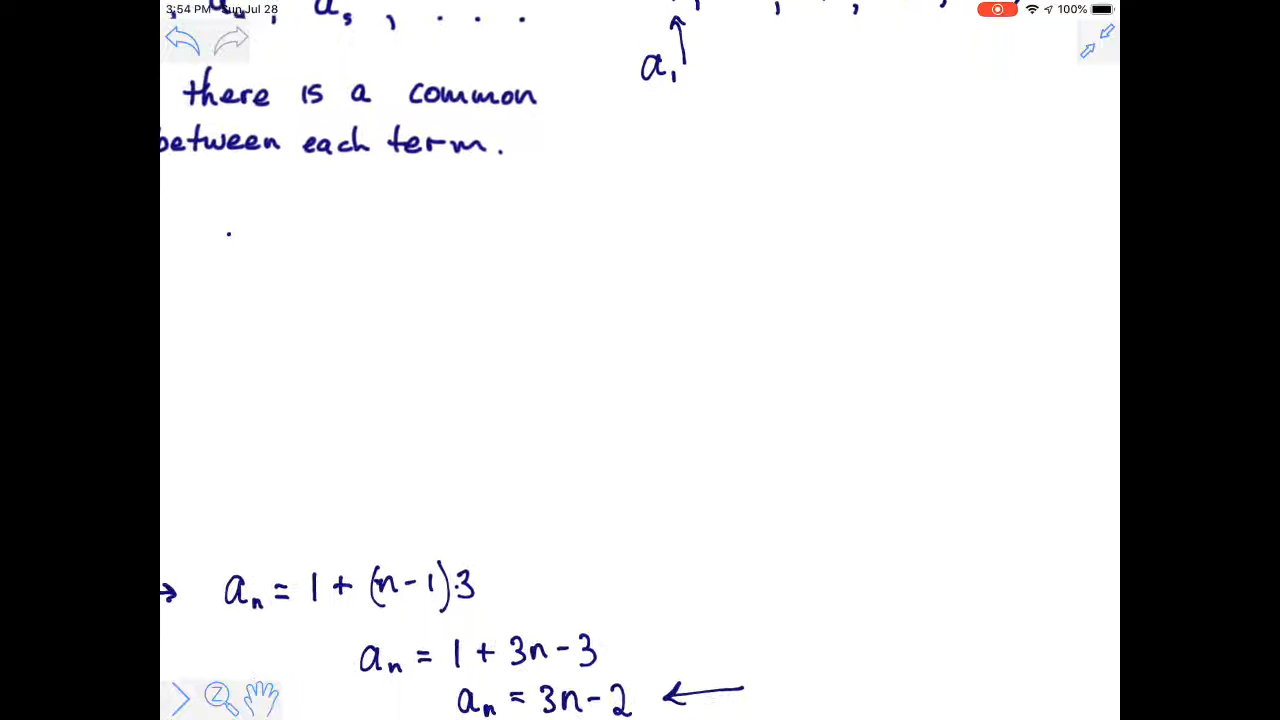 3:54 PM Sun Jul 28 100%
, a₅, . . .
a₁
there is a common
between each term.
aₙ = 1 + (n-1)·3
aₙ = 1 + 3n - 3
aₙ = 3n - 2